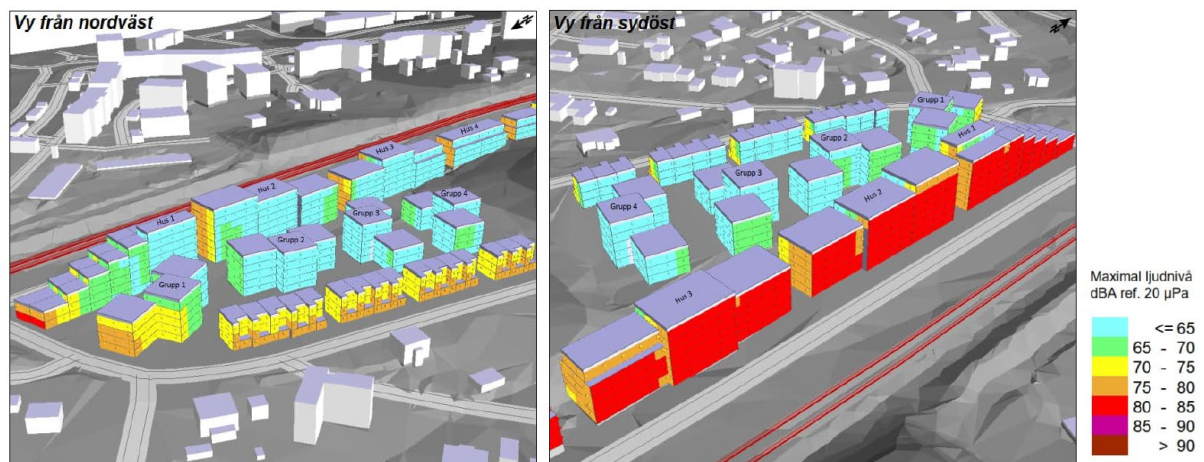 Vy från nordväst
Hus 4
Hus 3
Hus 2
Hus 1
Grupp 4
Grupp 3
Grupp 2
Grupp 1
Vy från sydöst
Grupp 1
Hus 1
Grupp 2
Grupp 3
Hus 2
Grupp 4
Hus 3
Maximal ljudnivå
dBA ref. 20 µPa
<= 65
65 - 70
70 - 75
75 - 80
80 - 85
85 - 90
> 90